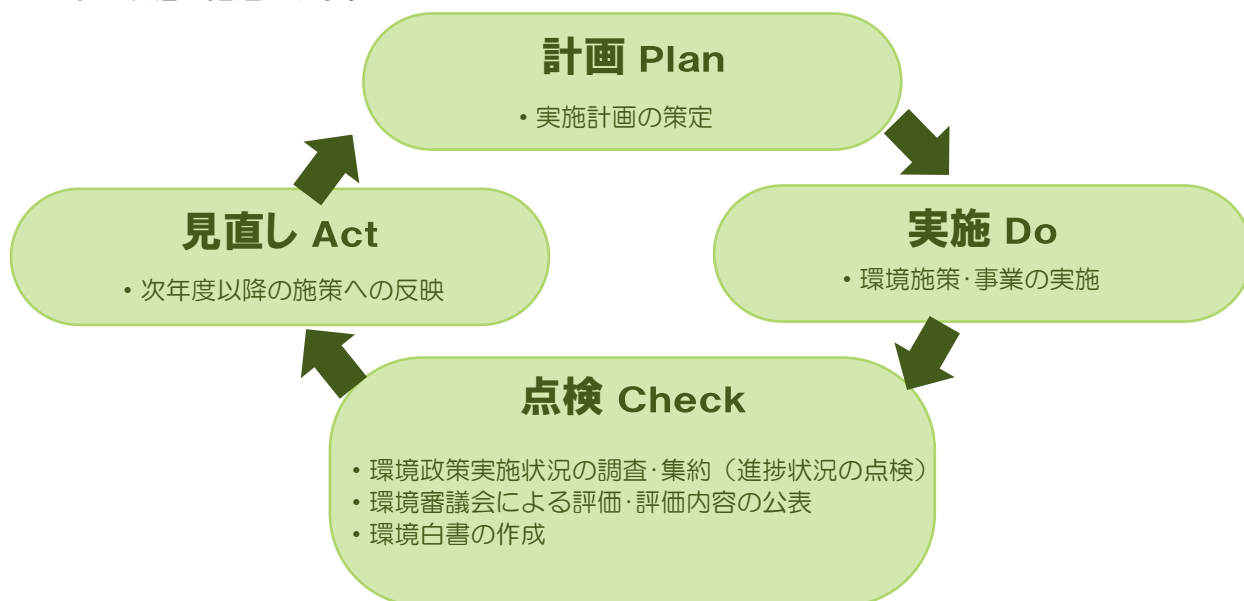 計画 Plan
・実施計画の策定
見直し Act
・次年度以降の施策への反映
実施 Do
・環境施策・事業の実施
点検 Check
・環境政策実施状況の調査・集約（進捗状況の点検）
・環境審議会による評価・評価内容の公表
・環境白書の作成